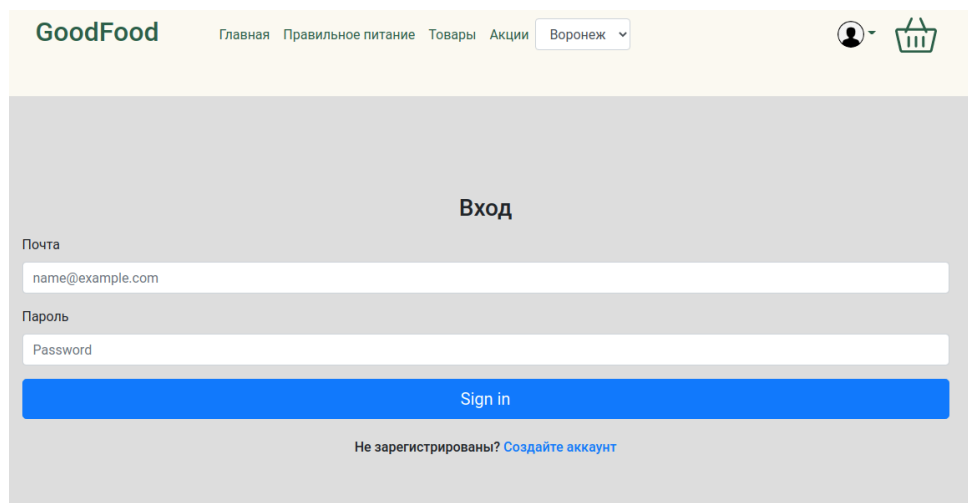 GoodFood Главная Правильное питание Товары Акции Воронеж
Вход
Почта
name@example.com
Пароль
Password
Sign in
Не зарегистрированы? Создайте аккаунт